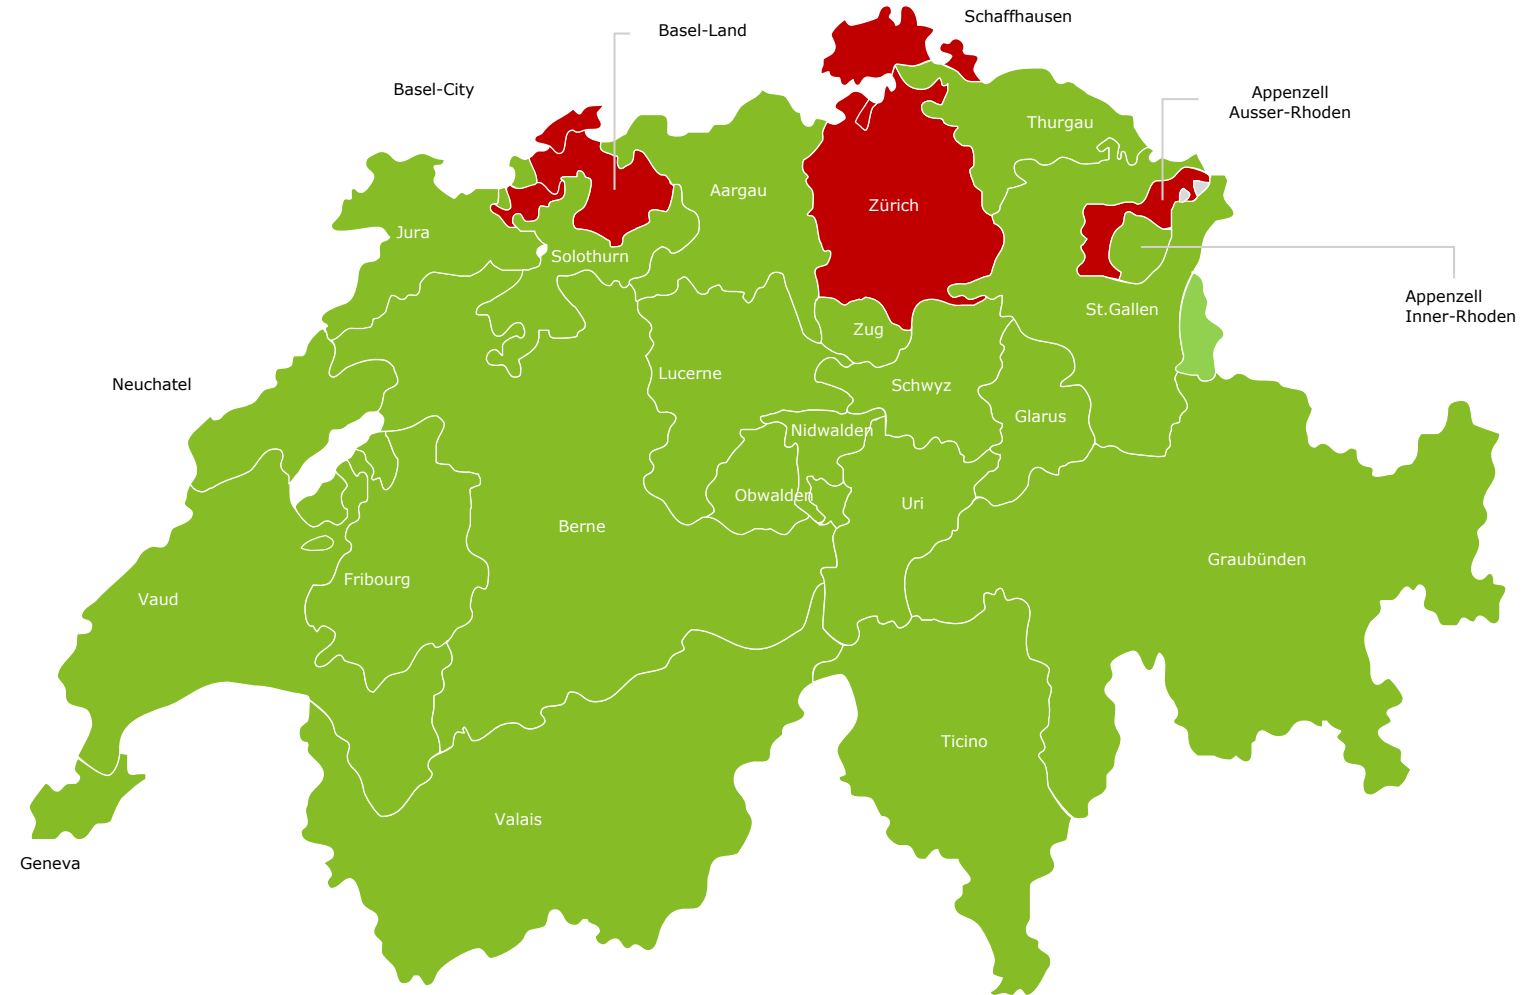 Schaffhausen
Basel-Land
Basel-City
Appenzell
Ausser-Rhoden
Thurgau
Aargau
Zürich
Jura
Solothurn
Appenzell
Inner-Rhoden
St.Gallen
Zug
Lucerne
Neuchatel
Schwyz
Glarus
Nidwalden
Obwalden
Uri
Berne
Graubünden
Fribourg
Vaud
Ticino
Valais
Geneva